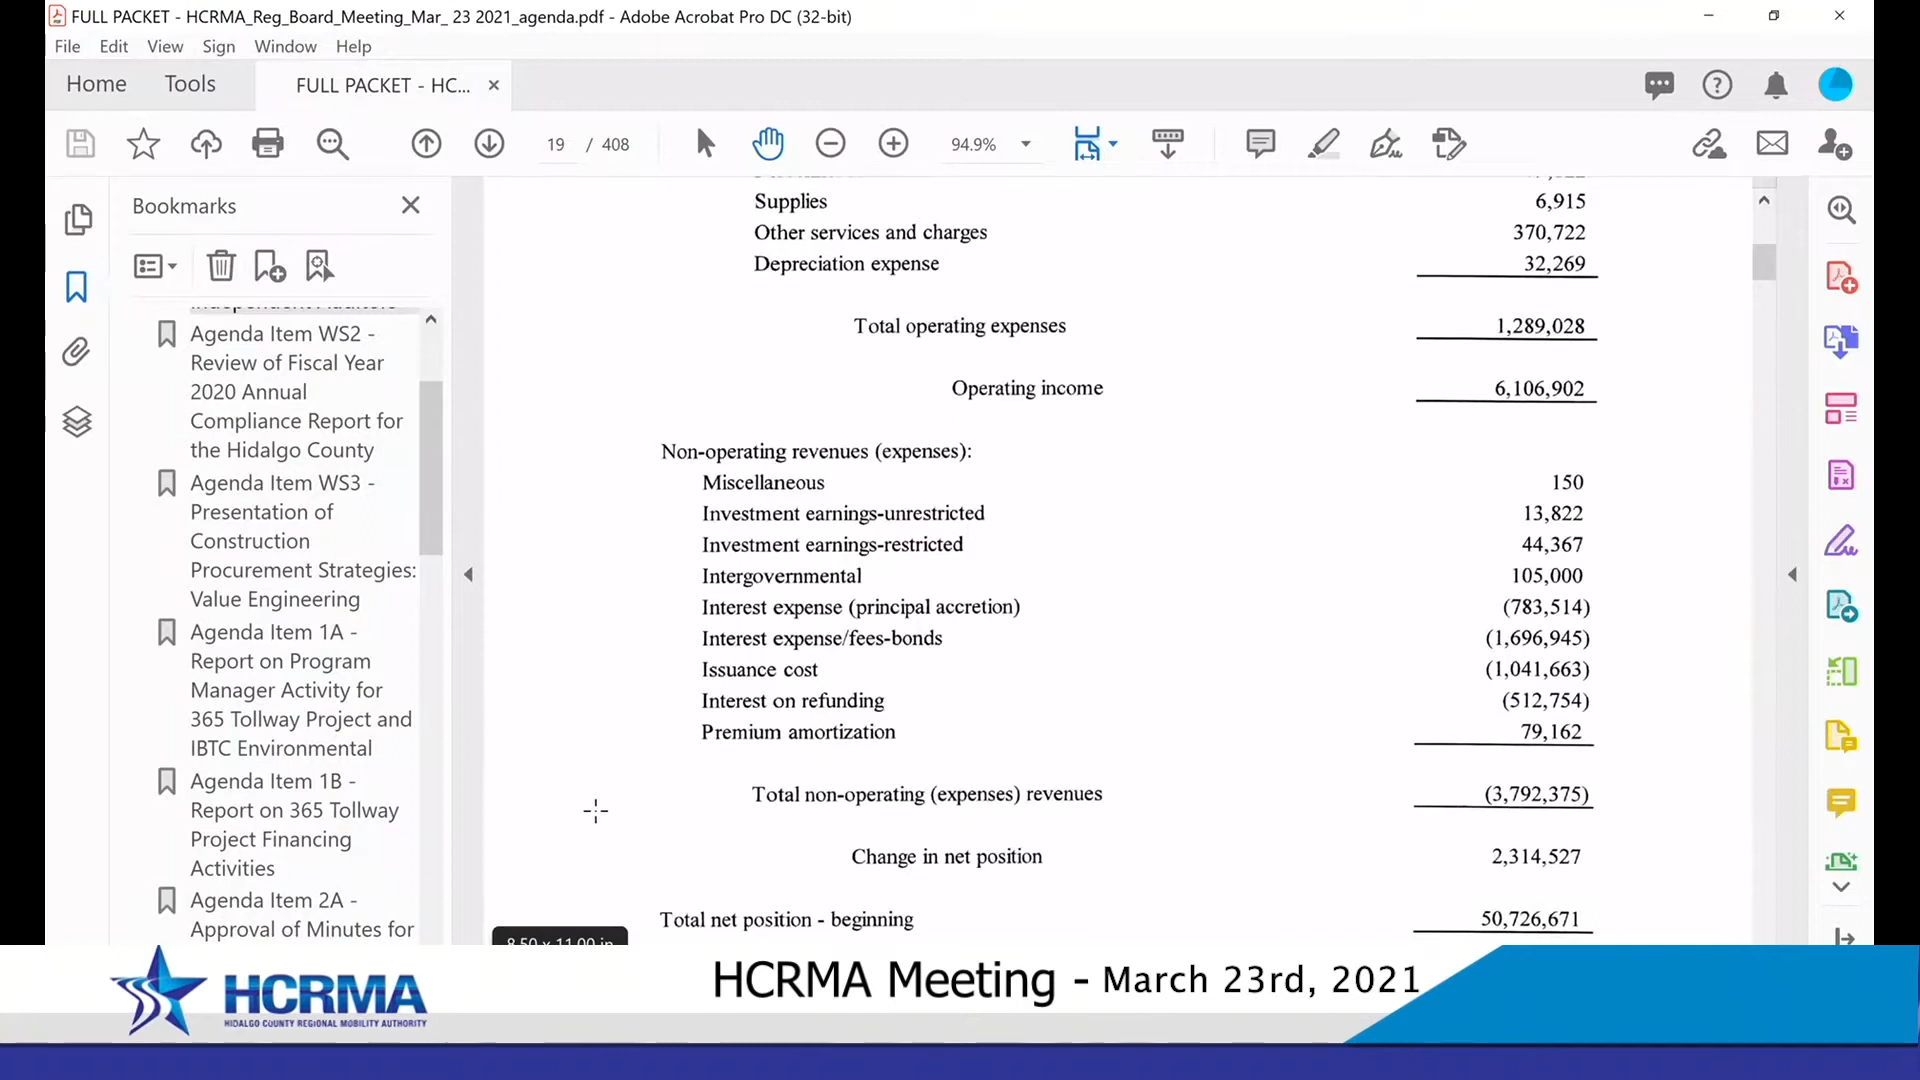 FULL PACKET - HCRMA_Reg_Board_Meeting_Mar_ 23 2021_agenda.pdf - Adobe Acrobat Pro DC (32-bit)
File Edit View Sign Window Help
Home Tools FULL PACKET - HC...
19 / 408 94.9%
Bookmarks
Independent Auditors
Agenda Item WS2 -
Review of Fiscal Year
2020 Annual
Compliance Report for
the Hidalgo County
Agenda Item WS3 -
Presentation of
Construction
Procurement Strategies:
Value Engineering
Agenda Item 1A -
Report on Program
Manager Activity for
365 Tollway Project and
IBTC Environmental
Agenda Item 1B -
Report on 365 Tollway
Project Financing
Activities
Agenda Item 2A -
Approval of Minutes for
Supplies 6,915
Other services and charges 370,722
Depreciation expense 32,269
Total operating expenses 1,289,028
Operating income 6,106,902
Non-operating revenues (expenses):
Miscellaneous 150
Investment earnings-unrestricted 13,822
Investment earnings-restricted 44,367
Intergovernmental 105,000
Interest expense (principal accretion) (783,514)
Interest expense/fees-bonds (1,696,945)
Issuance cost (1,041,663)
Interest on refunding (512,754)
Premium amortization 79,162
Total non-operating (expenses) revenues (3,792,375)
Change in net position 2,314,527
Total net position - beginning 50,726,671
8.50 x 11.00 in
HCRMA
HIDALGO COUNTY REGIONAL MOBILITY AUTHORITY
HCRMA Meeting - March 23rd, 2021